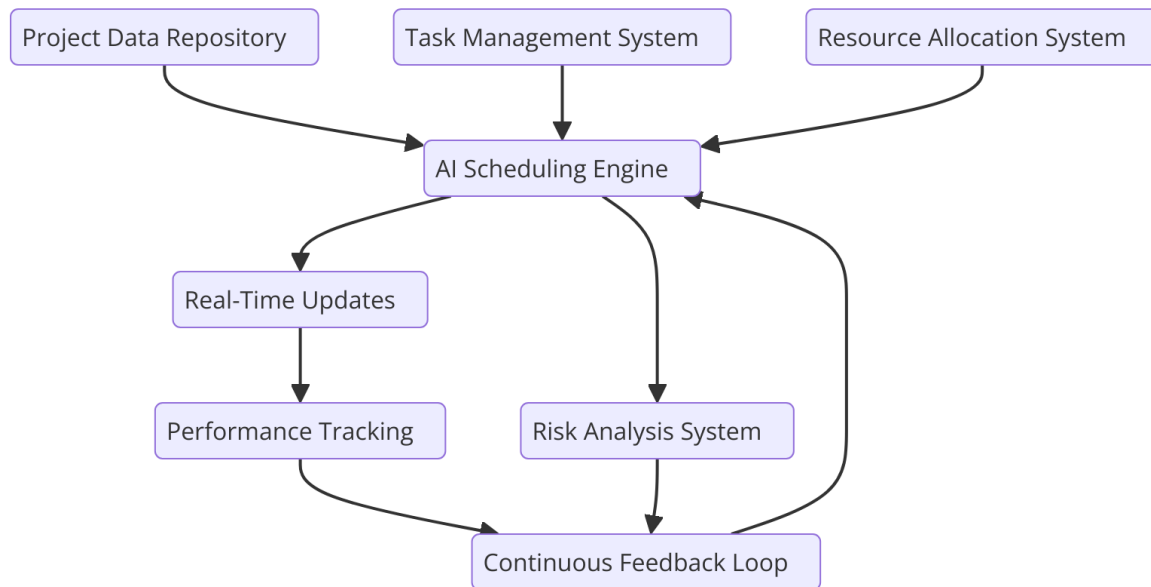 Project Data Repository
Task Management System
Resource Allocation System
AI Scheduling Engine
Real-Time Updates
Performance Tracking
Risk Analysis System
Continuous Feedback Loop